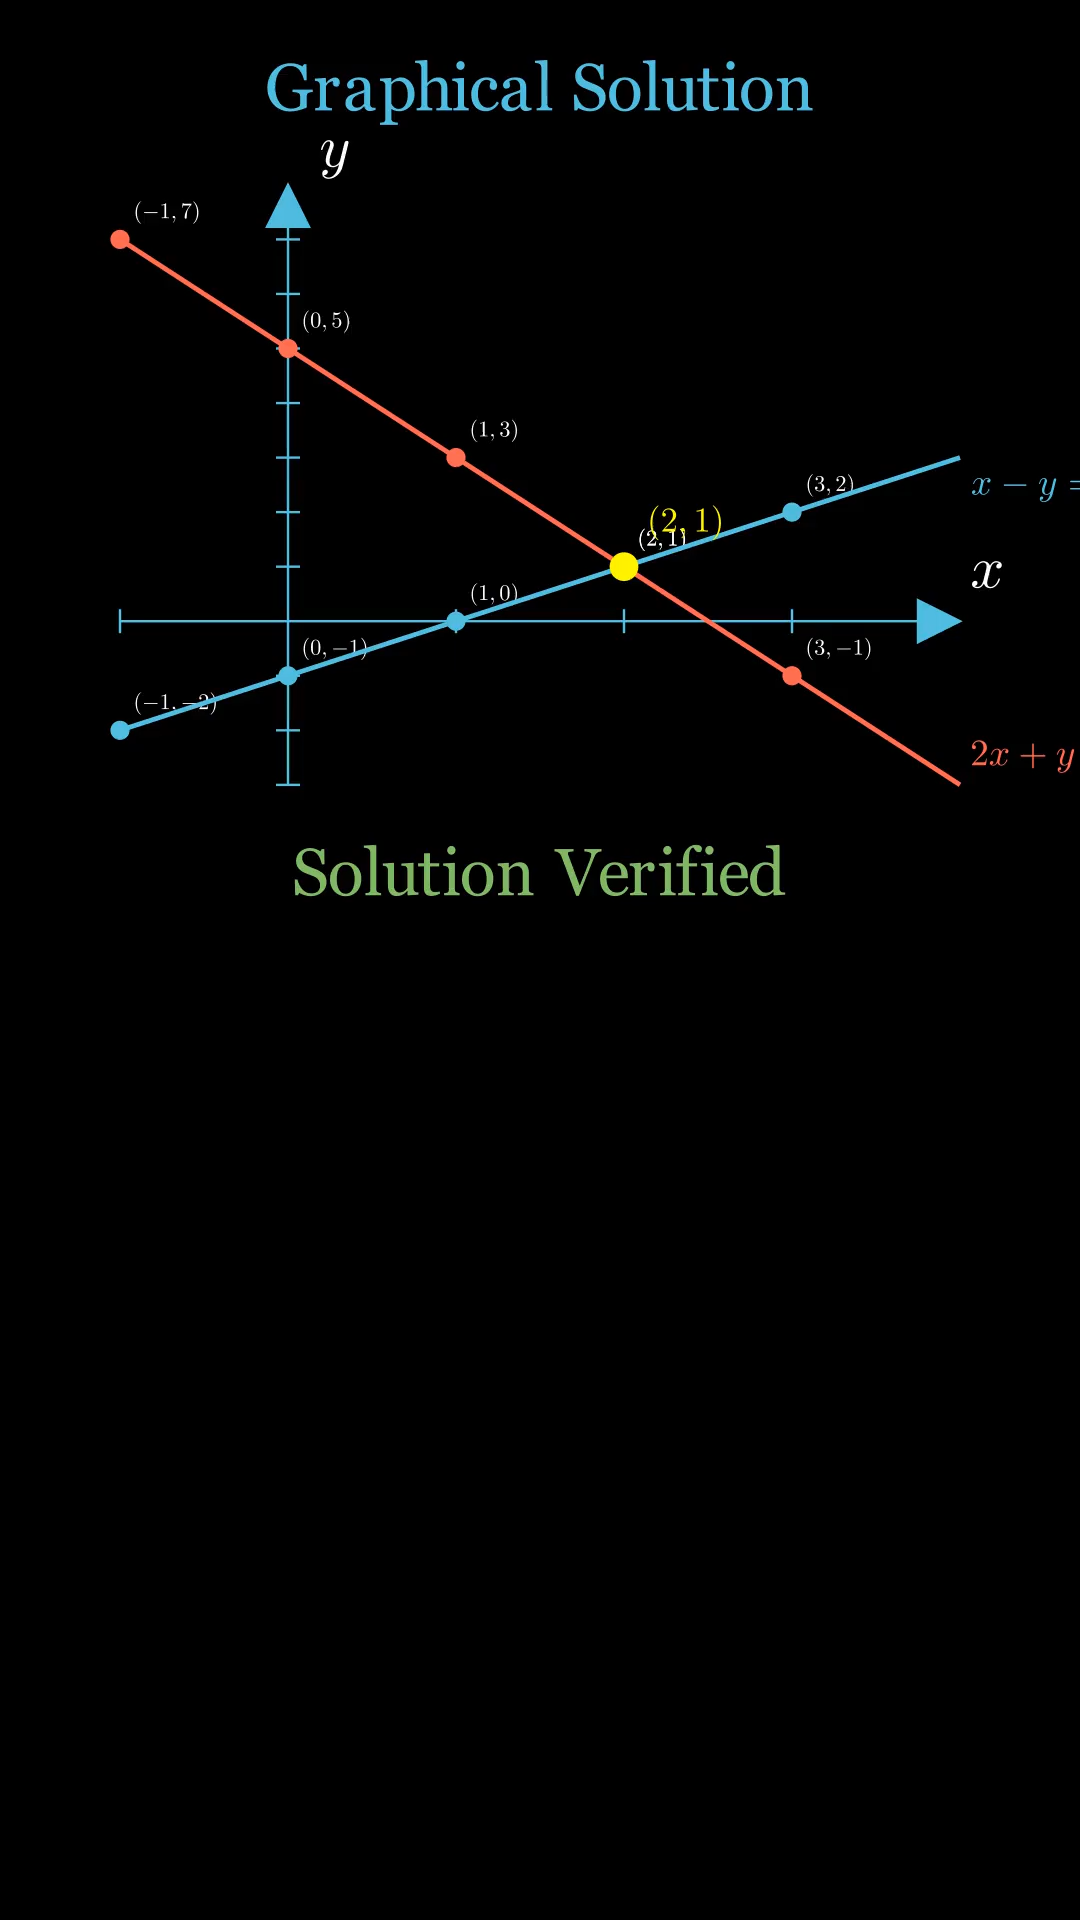 Graphical Solution
y
(−1, 7)
(0, 5)
(1, 3)
(3, 2)
x − y =
(2, 1)
(2, 1)
x
(1, 0)
(0, −1)
(3, −1)
(−1, −2)
2x + y
Solution Verified